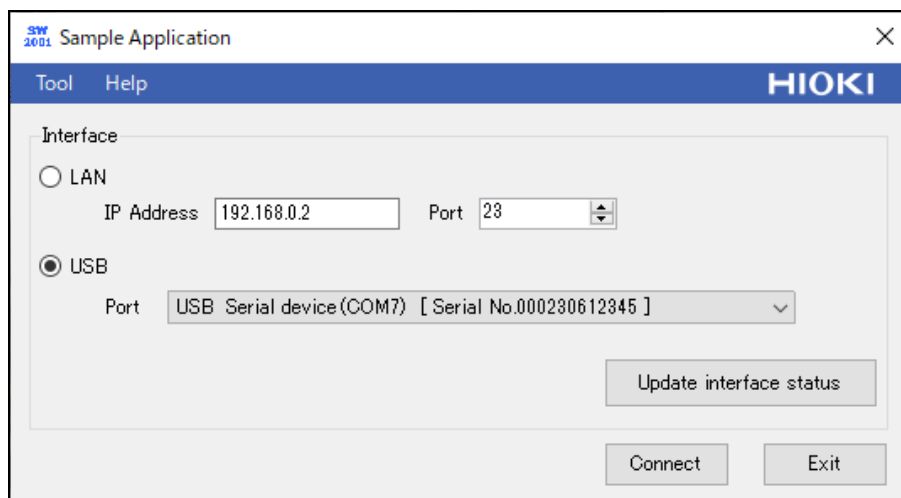 SW
2001 Sample Application
Tool Help HIOKI
Interface
LAN
IP Address 192.168.0.2 Port 23
USB
Port USB Serial device(COM7) [ Serial No.000230612345 ]
Update interface status
Connect Exit